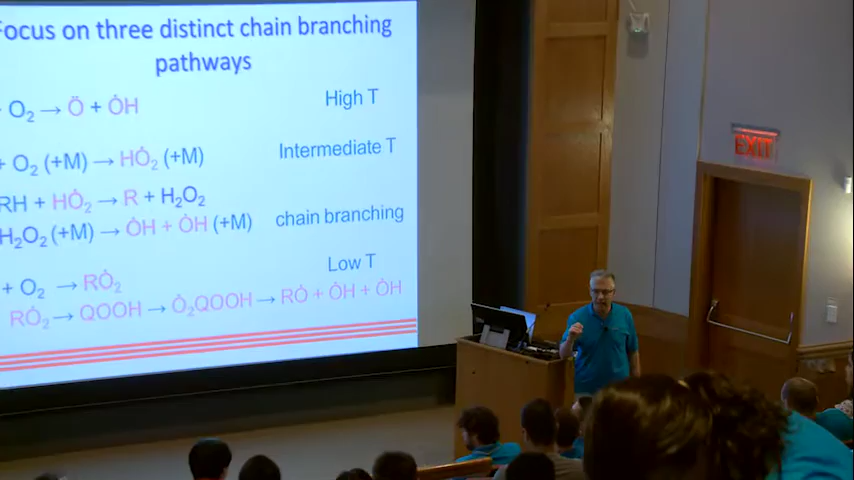 Focus on three distinct chain branching
pathways
+ O₂ → Ö + ȮH High T
+ O₂ (+M) → HȮ₂ (+M) Intermediate T
RH + HȮ₂ → R + H₂O₂
H₂O₂ (+M) → ȮH + ȮH (+M) chain branching
Low T
+ O₂ → RȮ₂
RȮ₂ → QOOH → Ȯ₂QOOH → RȮ + ȮH + ȮH
EXIT